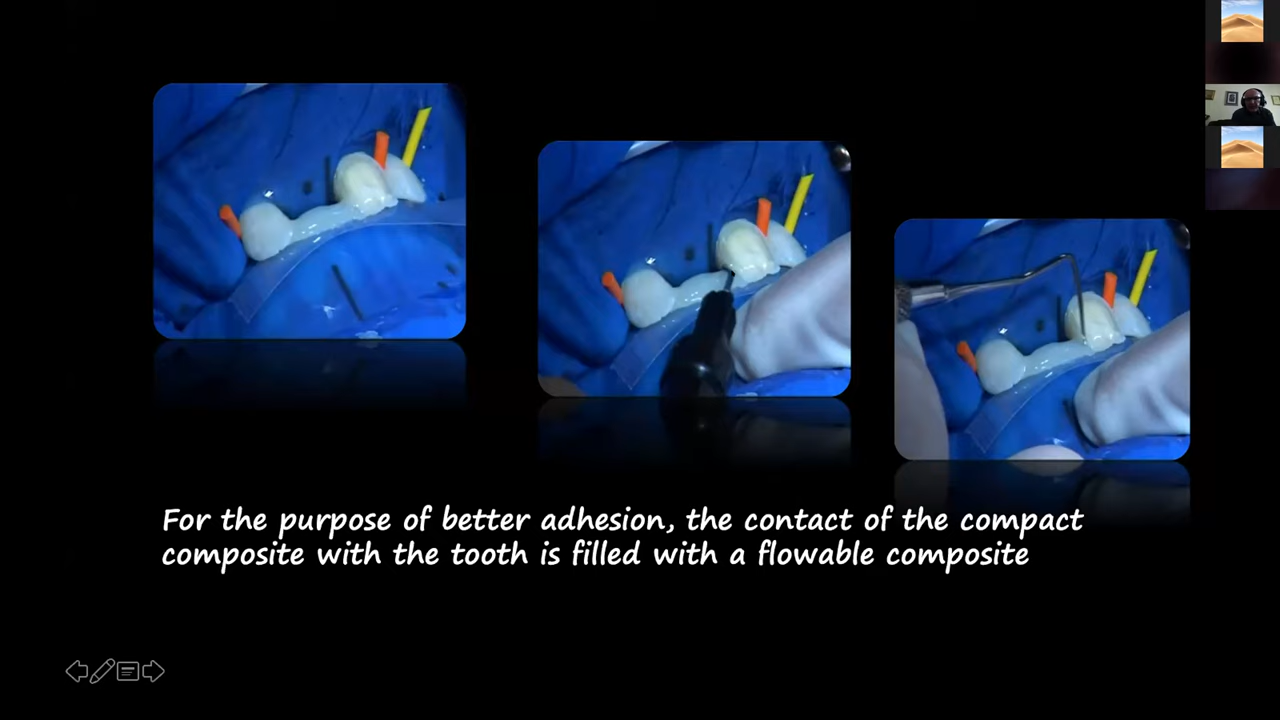 For the purpose of better adhesion, the contact of the compact
composite with the tooth is filled with a flowable composite